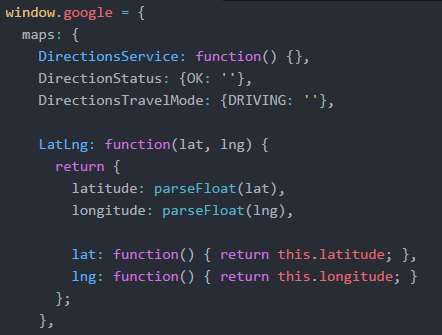 window.google = {
  maps: {
    DirectionsService: function() {},
    DirectionStatus: {OK: ''},
    DirectionsTravelMode: {DRIVING: ''},

    LatLng: function(lat, lng) {
      return {
        latitude: parseFloat(lat),
        longitude: parseFloat(lng),

        lat: function() { return this.latitude; },
        lng: function() { return this.longitude; }
      };
    },